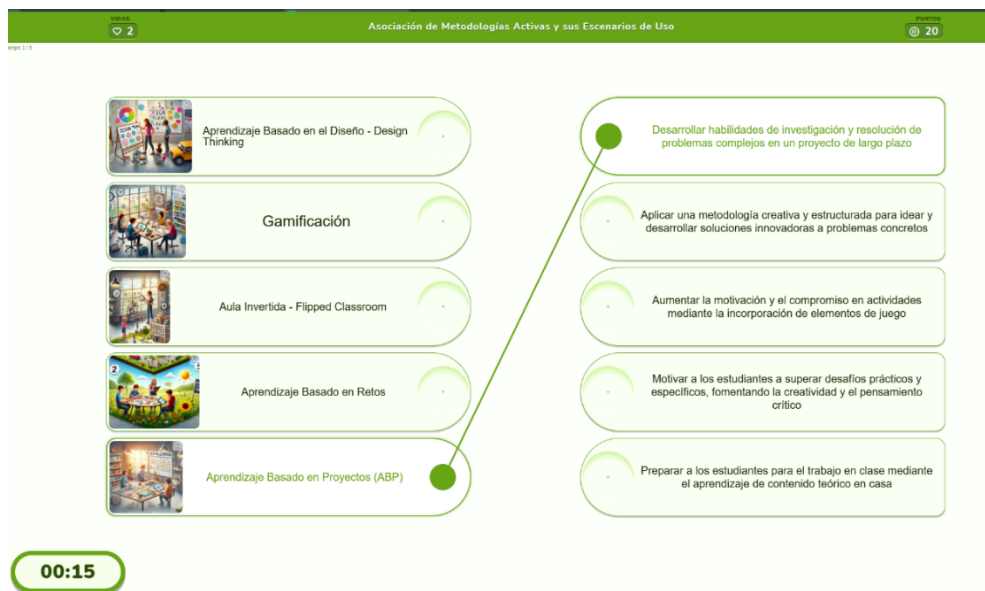 VIDAS
2
Asociación de Metodologías Activas y sus Escenarios de Uso
PUNTOS
20
Aprendizaje Basado en el Diseño - Design
Thinking
Gamificación
Aula Invertida - Flipped Classroom
Aprendizaje Basado en Retos
Aprendizaje Basado en Proyectos (ABP)
Desarrollar habilidades de investigación y resolución de
problemas complejos en un proyecto de largo plazo
Aplicar una metodología creativa y estructurada para idear y
desarrollar soluciones innovadoras a problemas concretos
Aumentar la motivación y el compromiso en actividades
mediante la incorporación de elementos de juego
Motivar a los estudiantes a superar desafíos prácticos y
específicos, fomentando la creatividad y el pensamiento
crítico
Preparar a los estudiantes para el trabajo en clase mediante
el aprendizaje de contenido teórico en casa
00:15